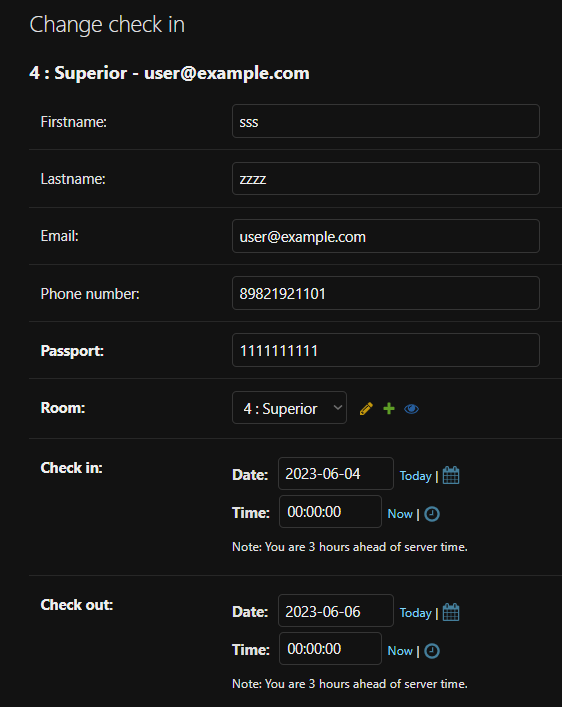 Change check in
4 : Superior - user@example.com
Firstname: sss
Lastname: zzzz
Email: user@example.com
Phone number: 89821921101
Passport: 1111111111
Room: 4 : Superior
Check in: Date: 2023-06-04 Today |
Time: 00:00:00 Now |
Note: You are 3 hours ahead of server time.
Check out: Date: 2023-06-06 Today |
Time: 00:00:00 Now |
Note: You are 3 hours ahead of server time.